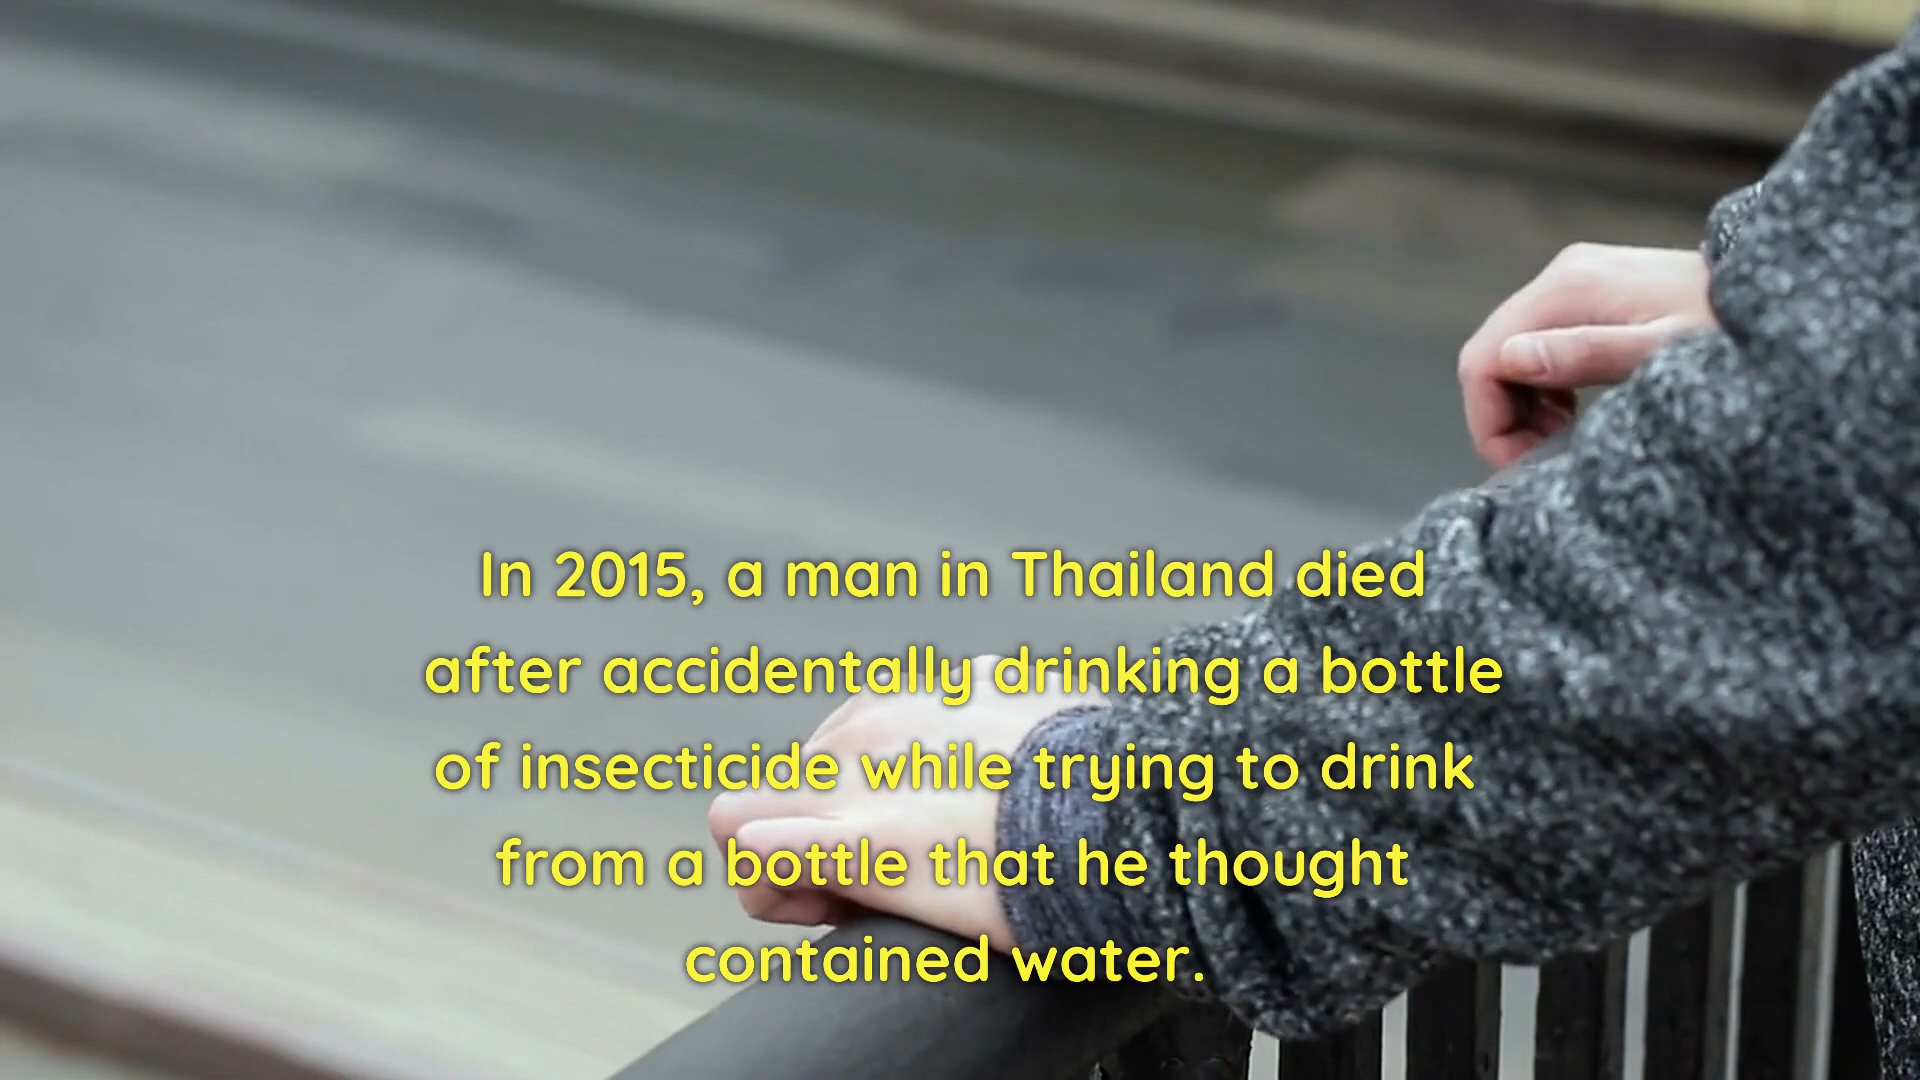 In 2015, a man in Thailand died
after accidentally drinking a bottle
of insecticide while trying to drink
from a bottle that he thought
contained water.